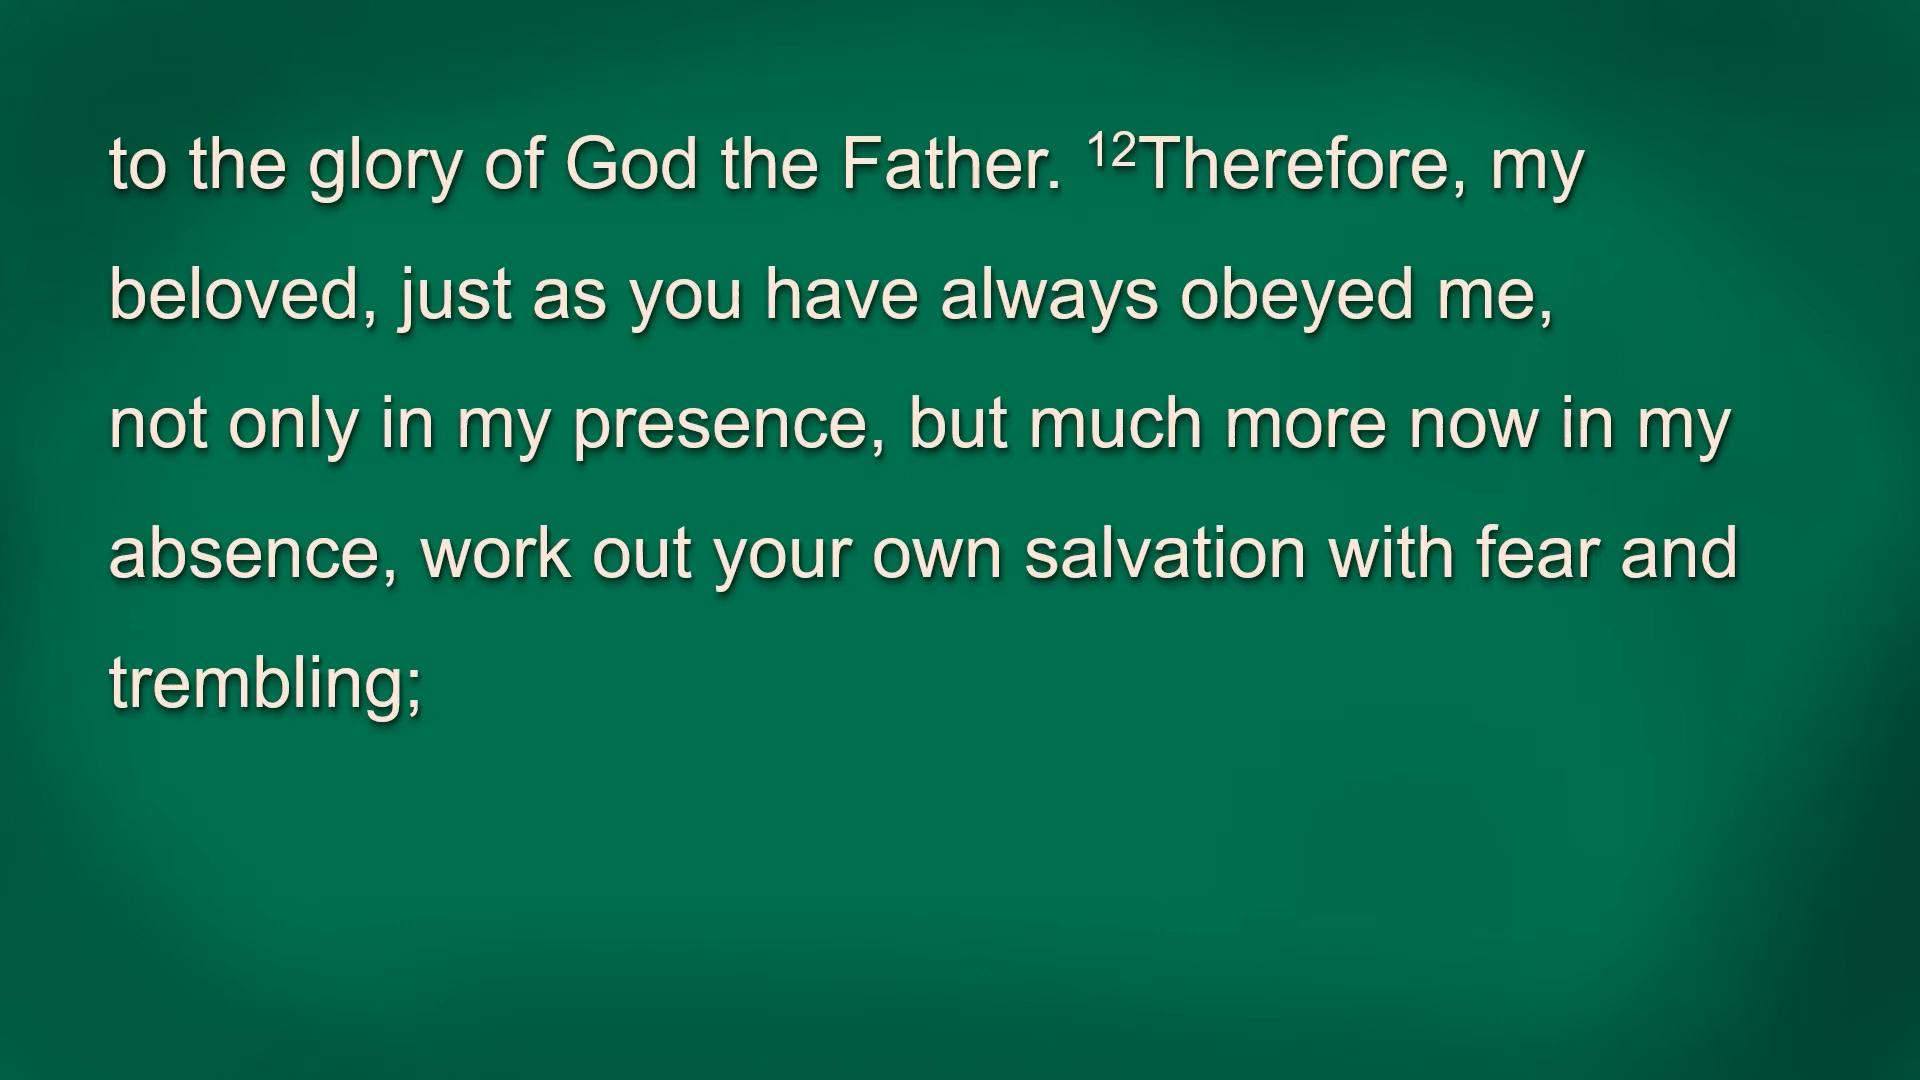 to the glory of God the Father. ¹²Therefore, my
beloved, just as you have always obeyed me,
not only in my presence, but much more now in my
absence, work out your own salvation with fear and
trembling;